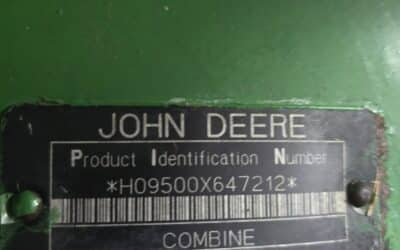 JOHN DEERE
Product Identification Number
*H09500X647212*
COMBINE